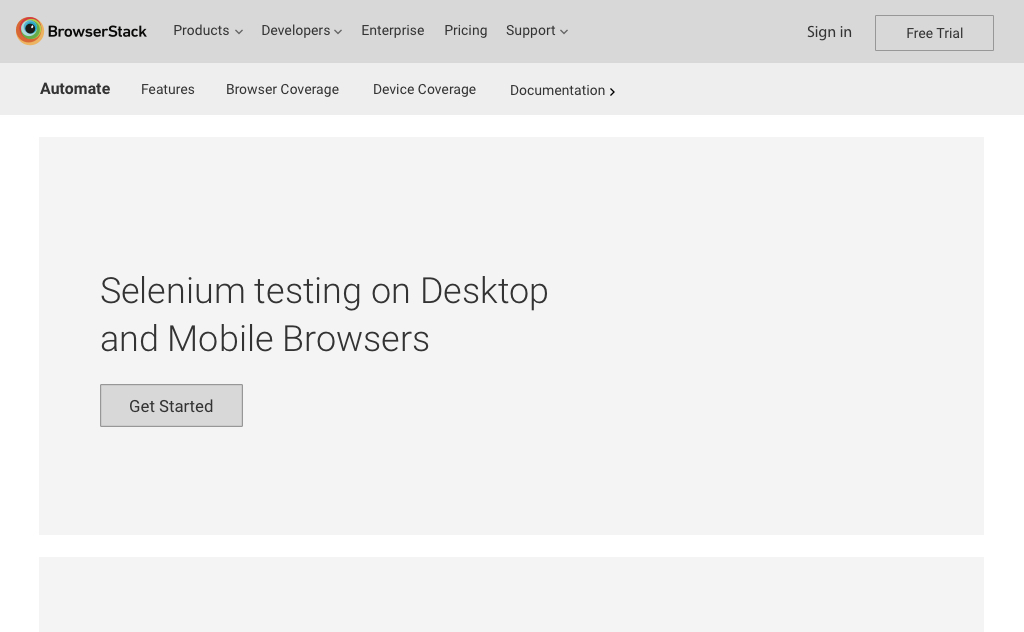 BrowserStack Products Developers Enterprise Pricing Support Sign in Free Trial
Automate Features Browser Coverage Device Coverage Documentation
Selenium testing on Desktop
and Mobile Browsers
Get Started